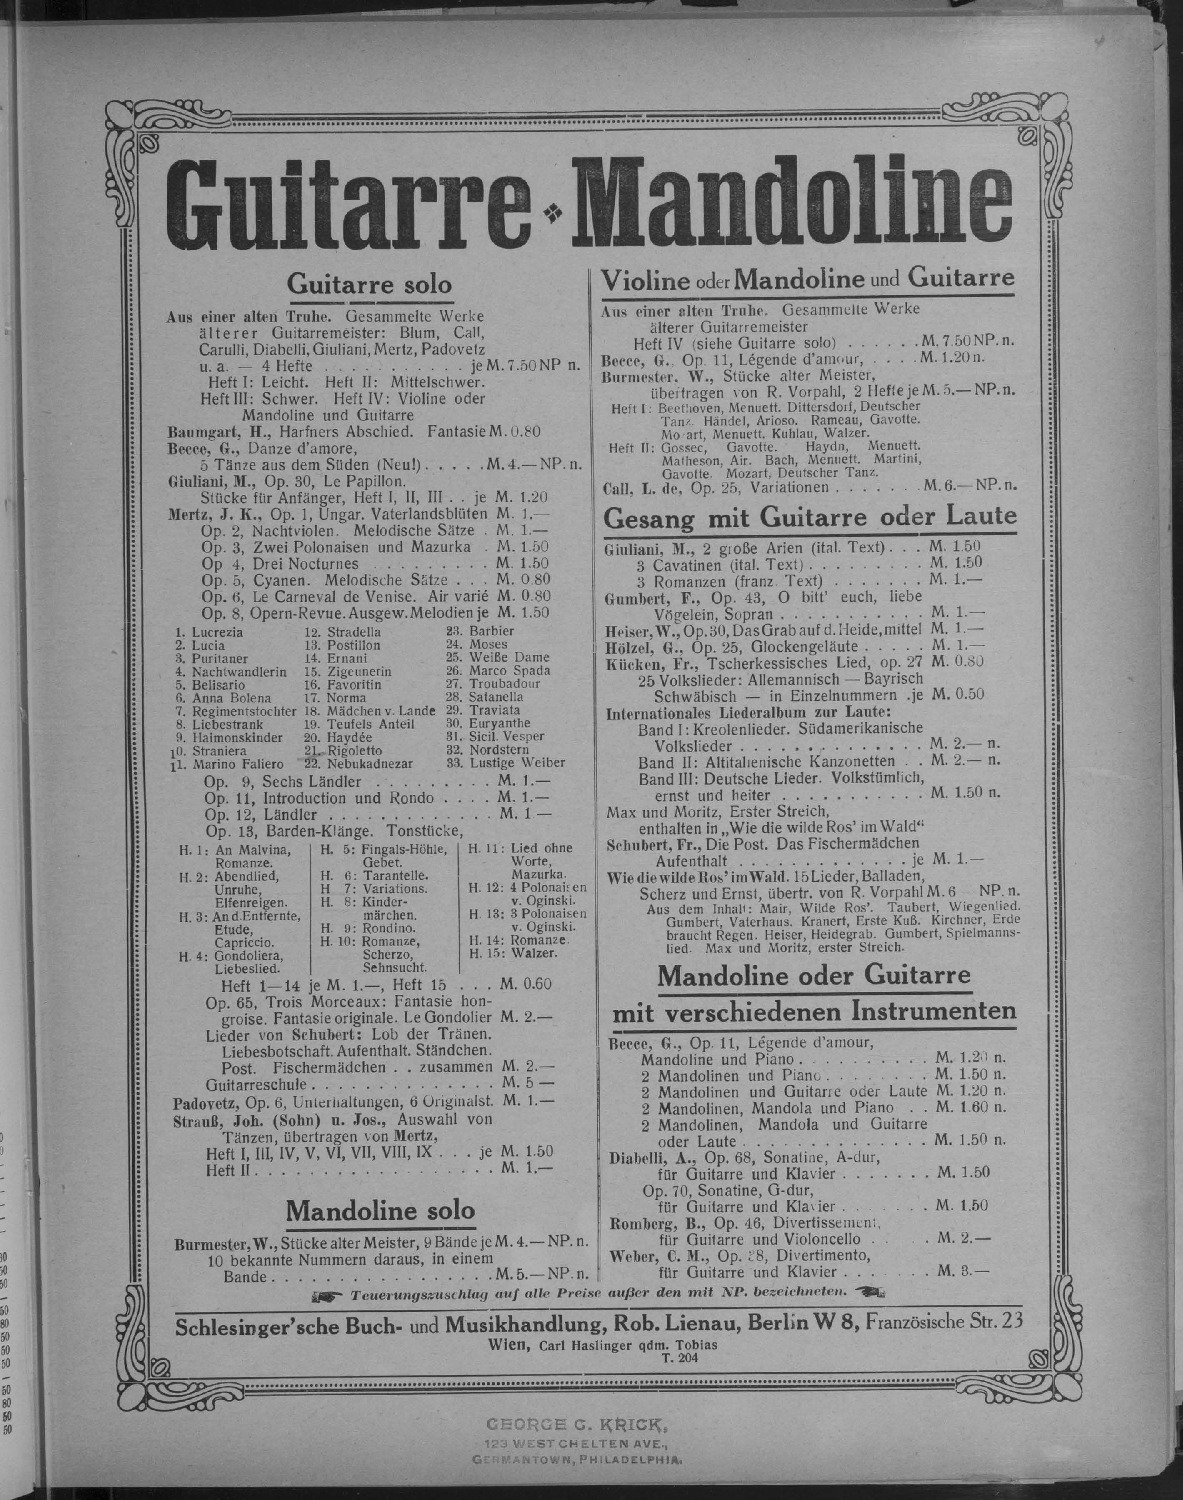 Guitarre ❖ Mandoline
Guitarre solo
Aus einer alten Truhe. Gesammelte Werke
älterer Guitarremeister: Blum, Call,
Carulli, Diabelli, Giuliani, Mertz, Padovetz
u. a. — 4 Hefte . . . . . . . . . . . je M. 7.50 NP n.
Heft I: Leicht. Heft II: Mittelschwer.
Heft III: Schwer. Heft IV: Violine oder
Mandoline und Guitarre
Baumgart, H., Harfners Abschied. Fantasie M. 0.80
Becce, G., Danze d'amore,
5 Tänze aus dem Süden (Neu!) . . . . . M. 4.— NP. n.
Giuliani, M., Op. 30, Le Papillon.
Stücke für Anfänger, Heft I, II, III . . je M. 1.20
Mertz, J. K., Op. 1, Ungar. Vaterlandsblüten M. 1.—
Op. 2, Nachtviolen. Melodische Sätze . M. 1.—
Op. 3, Zwei Polonaisen und Mazurka . M. 1.50
Op 4, Drei Nocturnes . . . . . . . . . M. 1.50
Op. 5, Cyanen. Melodische Sätze . . . M. 0.80
Op. 6, Le Carneval de Venise. Air varié M. 0.80
Op. 8, Opern-Revue. Ausgew. Melodien je M. 1.50
1. Lucrezia 12. Stradella 23. Barbier
2. Lucia 13. Postillon 24. Moses
3. Puritaner 14. Ernani 25. Weiße Dame
4. Nachtwandlerin 15. Zigeunerin 26. Marco Spada
5. Belisario 16. Favoritin 27. Troubadour
6. Anna Bolena 17. Norma 28. Satanella
7. Regimentstochter 18. Mädchen v. Lande 29. Traviata
8. Liebestrank 19. Teufels Anteil 30. Euryanthe
9. Haimonskinder 20. Haydée 31. Sicil. Vesper
10. Straniera 21. Rigoletto 32. Nordstern
11. Marino Faliero 22. Nebukadnezar 33. Lustige Weiber
Op. 9, Sechs Ländler . . . . . . . . . M. 1.—
Op. 11, Introduction und Rondo . . . . M. 1.—
Op. 12, Ländler . . . . . . . . . . . . . M. 1 —
Op. 13, Barden-Klänge. Tonstücke,
H. 1: An Malvina,
Romanze.
H. 2: Abendlied,
Unruhe,
Elfenreigen.
H. 3: An d. Entfernte,
Etude,
Capriccio.
H. 4: Gondoliera,
Liebeslied.
H. 5: Fingals-Höhle,
Gebet.
H. 6: Tarantelle.
H 7: Variations.
H. 8: Kinder-
märchen.
H. 9: Rondino.
H. 10: Romanze,
Scherzo,
Sehnsucht.
H. 11: Lied ohne
Worte,
Mazurka.
H. 12: 4 Polonaisen
v. Oginski.
H. 13: 3 Polonaisen
v. Oginski.
H. 14: Romanze.
H. 15: Walzer.
Heft 1—14 je M. 1.—, Heft 15 . . . M. 0.60
Op. 65, Trois Morceaux: Fantasie hon-
groise. Fantasie originale. Le Gondolier M. 2.—
Lieder von Schubert: Lob der Tränen.
Liebesbotschaft. Aufenthalt. Ständchen.
Post. Fischermädchen . . zusammen M. 2.—
Guitarreschule . . . . . . . . . . . . . . M. 5 —
Padovetz, Op. 6, Unterhaltungen, 6 Originalst. M. 1.—
Strauß, Joh. (Sohn) u. Jos., Auswahl von
Tänzen, übertragen von Mertz,
Heft I, III, IV, V, VI, VII, VIII, IX . . . je M. 1.50
Heft II . . . . . . . . . . . . . . . . . . M. 1.—
Mandoline solo
Burmester, W., Stücke alter Meister, 9 Bände je M. 4.— NP. n.
10 bekannte Nummern daraus, in einem
Bande . . . . . . . . . . . . . . . . . M. 5.— NP. n.
Violine oder Mandoline und Guitarre
Aus einer alten Truhe. Gesammelte Werke
älterer Guitarremeister
Heft IV (siehe Guitarre solo) . . . . . . M. 7.50 NP. n.
Becce, G., Op. 11, Légende d'amour, . . . . M. 1.20 n.
Burmester. W., Stücke alter Meister,
übertragen von R. Vorpahl, 2 Hefte je M. 5.— NP. n.
Heft I: Beethoven, Menuett. Dittersdorf, Deutscher
Tanz. Händel, Arioso. Rameau, Gavotte.
Mozart, Menuett. Kuhlau, Walzer.
Heft II: Gossec, Gavotte. Haydn, Menuett.
Matheson, Air. Bach, Menuett. Martini,
Gavotte. Mozart, Deutscher Tanz.
Call, L. de, Op. 25, Variationen . . . . . . . M. 6.— NP. n.
Gesang mit Guitarre oder Laute
Giuliani, M., 2 große Arien (ital. Text) . . . M. 1.50
3 Cavatinen (ital. Text) . . . . . . . . . M. 1.50
3 Romanzen (franz. Text) . . . . . . . M. 1.—
Gumbert, F., Op. 43, O bitt' euch, liebe
Vögelein, Sopran . . . . . . . . . . . M. 1.—
Heiser, W., Op. 30, Das Grab auf d. Heide, mittel M. 1.—
Hölzel, G., Op. 25, Glockengeläute . . . . . M. 1.—
Kücken, Fr., Tscherkessisches Lied, op. 27 M. 0.80
25 Volkslieder: Allemannisch — Bayrisch
Schwäbisch — in Einzelnummern . je M. 0.50
Internationales Liederalbum zur Laute:
Band I: Kreolenlieder. Südamerikanische
Volkslieder . . . . . . . . . . . . . . M. 2.— n.
Band II: Altitalienische Kanzonetten . . M. 2.— n.
Band III: Deutsche Lieder. Volkstümlich,
ernst und heiter . . . . . . . . . . . M. 1.50 n.
Max und Moritz, Erster Streich,
enthalten in „Wie die wilde Ros' im Wald“
Schubert, Fr., Die Post. Das Fischermädchen
Aufenthalt . . . . . . . . . . . . . je M. 1.—
Wie die wilde Ros' im Wald. 15 Lieder, Balladen,
Scherz und Ernst, übertr. von R. Vorpahl M. 6 NP. n.
Aus dem Inhalt: Mair, Wilde Ros'. Taubert, Wiegenlied.
Gumbert, Vaterhaus. Kranert, Erste Kuß. Kirchner, Erde
braucht Regen. Heiser, Heidegrab. Gumbert, Spielmanns-
lied. Max und Moritz, erster Streich.
Mandoline oder Guitarre
mit verschiedenen Instrumenten
Becce, G., Op. 11, Légende d'amour,
Mandoline und Piano . . . . . . . . . . M. 1.20 n.
2 Mandolinen und Piano . . . . . . . . M. 1.50 n.
2 Mandolinen und Guitarre oder Laute M. 1.20 n.
2 Mandolinen, Mandola und Piano . . M. 1.60 n.
2 Mandolinen, Mandola und Guitarre
oder Laute . . . . . . . . . . . . . . M. 1.50 n.
Diabelli, A., Op. 68, Sonatine, A-dur,
für Guitarre und Klavier . . . . . . . M. 1.50
Op. 70, Sonatine, G-dur,
für Guitarre und Klavier . . . . . . . M. 1.50
Romberg, B., Op. 46, Divertissement,
für Guitarre und Violoncello . . . M. 2.—
Weber, C. M., Op. 38, Divertimento,
für Guitarre und Klavier . . . . . . . M. 3.—
Teuerungszuschlag auf alle Preise außer den mit NP. bezeichneten.
Schlesinger'sche Buch- und Musikhandlung, Rob. Lienau, Berlin W 8, Französische Str. 23
Wien, Carl Haslinger qdm. Tobias
T. 204
GEORGE C. KRICK,
123 WEST CHELTEN AVE.,
GERMANTOWN, PHILADELPHIA.